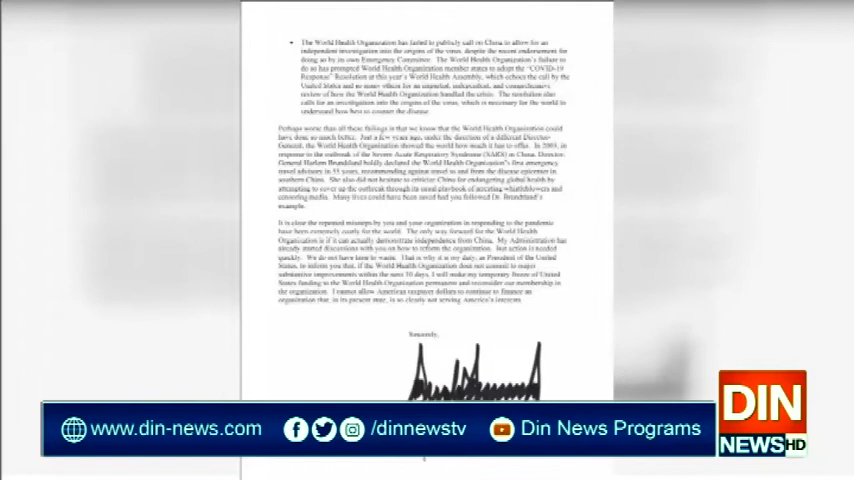 • The World Health Organization has failed to publicly call on China to allow for an
independent investigation into the origins of the virus, despite the recent endorsement for
doing so by its own Emergency Committee. The World Health Organization's failure to
do so has prompted World Health Organization member states to adopt the "COVID-19
Response" Resolution at this year's World Health Assembly, which echoes the call by the
United States and so many others for an impartial, independent, and comprehensive
review of how the World Health Organization handled the crisis. The resolution also
calls for an investigation into the origins of the virus, which is necessary for the world to
understand how best to counter the disease.
Perhaps worse than all these failings is that we know that the World Health Organization could
have done so much better. Just a few years ago, under the direction of a different Director-
General, the World Health Organization showed the world how much it has to offer. In 2003, in
response to the outbreak of the Severe Acute Respiratory Syndrome (SARS) in China, Director-
General Harlem Brundtland boldly declared the World Health Organization's first emergency
travel advisory in 55 years, recommending against travel to and from the disease epicenter in
southern China. She also did not hesitate to criticize China for endangering global health by
attempting to cover up the outbreak through its usual playbook of arresting whistleblowers and
censoring media. Many lives could have been saved had you followed Dr. Brundtland's
example.
It is clear the repeated missteps by you and your organization in responding to the pandemic
have been extremely costly for the world. The only way forward for the World Health
Organization is if it can actually demonstrate independence from China. My Administration has
already started discussions with you on how to reform the organization. But action is needed
quickly. We do not have time to waste. That is why it is my duty, as President of the United
States, to inform you that, if the World Health Organization does not commit to major
substantive improvements within the next 30 days, I will make my temporary freeze of United
States funding to the World Health Organization permanent and reconsider our membership in
the organization. I cannot allow American taxpayer dollars to continue to finance an
organization that, in its present state, is so clearly not serving America's interests.
Sincerely,
www.din-news.com /dinnewstv Din News Programs
DIN
NEWS HD